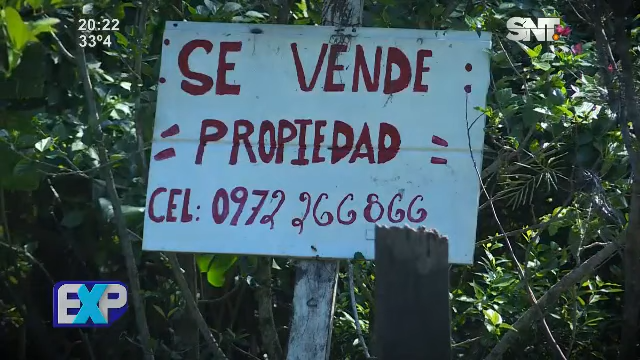 20:22
33°4
SNT
SE VENDE:
"PROPIEDAD"
CEL: 0972 266866
EXP